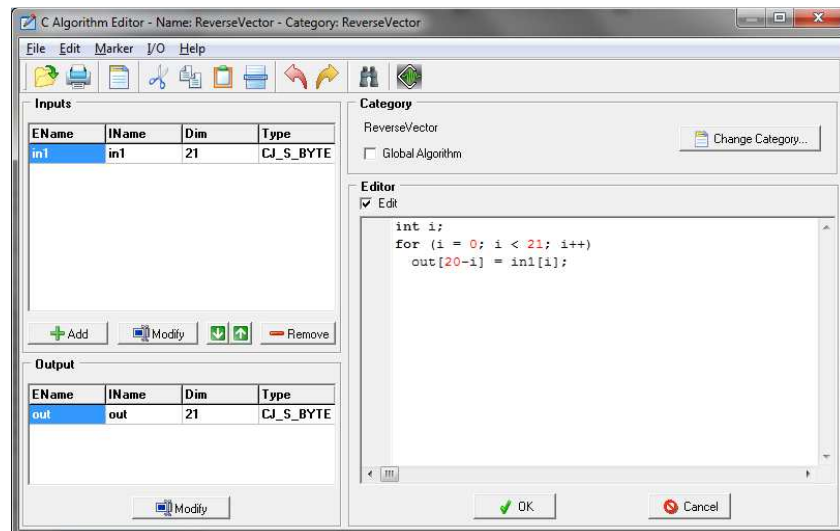 C Algorithm Editor - Name: ReverseVector - Category: ReverseVector
File Edit Marker I/O Help
Inputs
EName IName Dim Type
in1 in1 21 CJ_S_BYTE
Add Modify Remove
Output
EName IName Dim Type
out out 21 CJ_S_BYTE
Modify
Category
ReverseVector
Change Category...
Global Algorithm
Editor
Edit
int i;
for (i = 0; i < 21; i++)
out[20-i] = in1[i];
OK Cancel